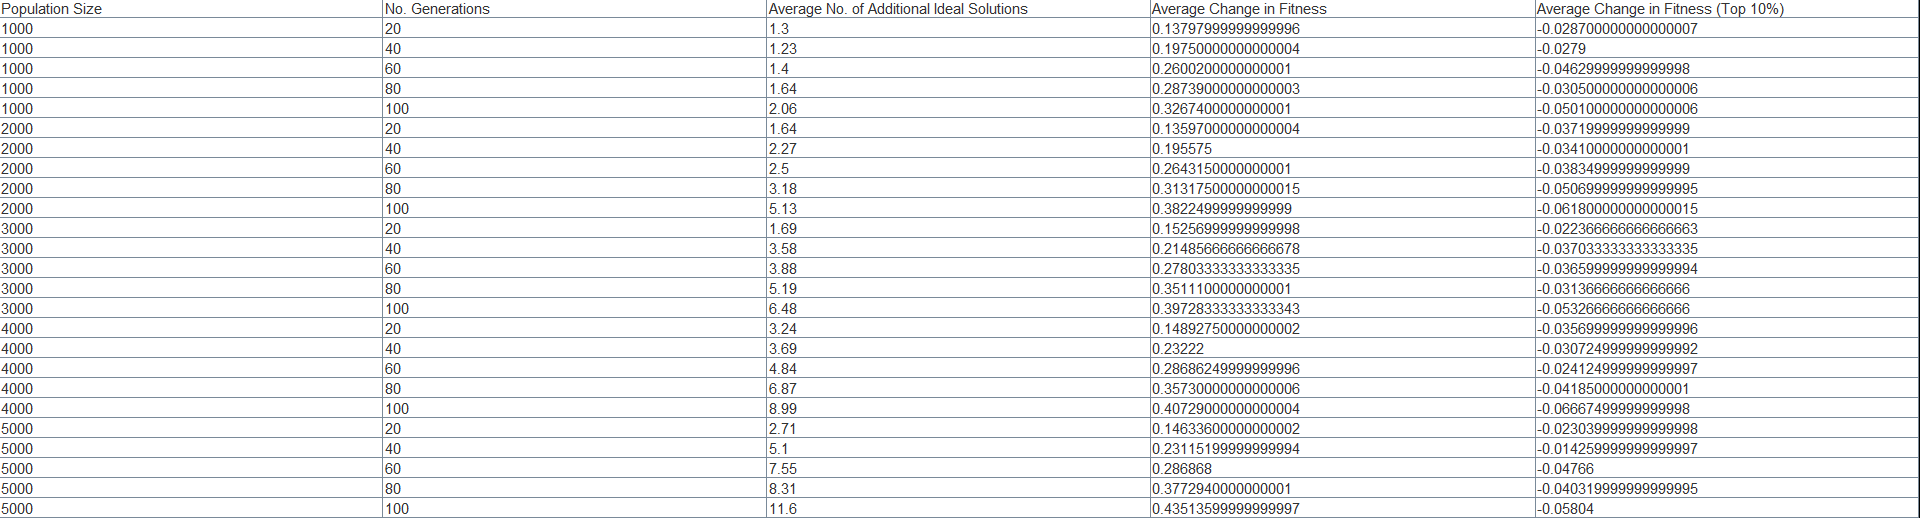 Population Size No. Generations Average No. of Additional Ideal Solutions Average Change in Fitness Average Change in Fitness (Top 10%)
1000 20 1.3 0.13797999999999996 -0.028700000000000007
1000 40 1.23 0.19750000000000004 -0.0279
1000 60 1.4 0.2600200000000001 -0.04629999999999998
1000 80 1.64 0.28739000000000003 -0.030500000000000006
1000 100 2.06 0.3267400000000001 -0.050100000000000006
2000 20 1.64 0.13597000000000004 -0.03719999999999999
2000 40 2.27 0.195575 -0.03410000000000001
2000 60 2.5 0.2643150000000001 -0.03834999999999999
2000 80 3.18 0.31317500000000015 -0.050699999999999995
2000 100 5.13 0.3822499999999999 -0.061800000000000015
3000 20 1.69 0.15256999999999998 -0.022366666666666663
3000 40 3.58 0.21485666666666678 -0.037033333333333335
3000 60 3.88 0.27803333333333335 -0.036599999999999994
3000 80 5.19 0.3511100000000001 -0.03136666666666666
3000 100 6.48 0.39728333333333343 -0.05326666666666666
4000 20 3.24 0.14892750000000002 -0.035699999999999996
4000 40 3.69 0.23222 -0.030724999999999992
4000 60 4.84 0.28686249999999996 -0.024124999999999997
4000 80 6.87 0.35730000000000006 -0.04185000000000001
4000 100 8.99 0.40729000000000004 -0.06667499999999998
5000 20 2.71 0.14633600000000002 -0.023039999999999998
5000 40 5.1 0.23115199999999994 -0.014259999999999997
5000 60 7.55 0.286868 -0.04766
5000 80 8.31 0.3772940000000001 -0.040319999999999995
5000 100 11.6 0.43513599999999997 -0.05804